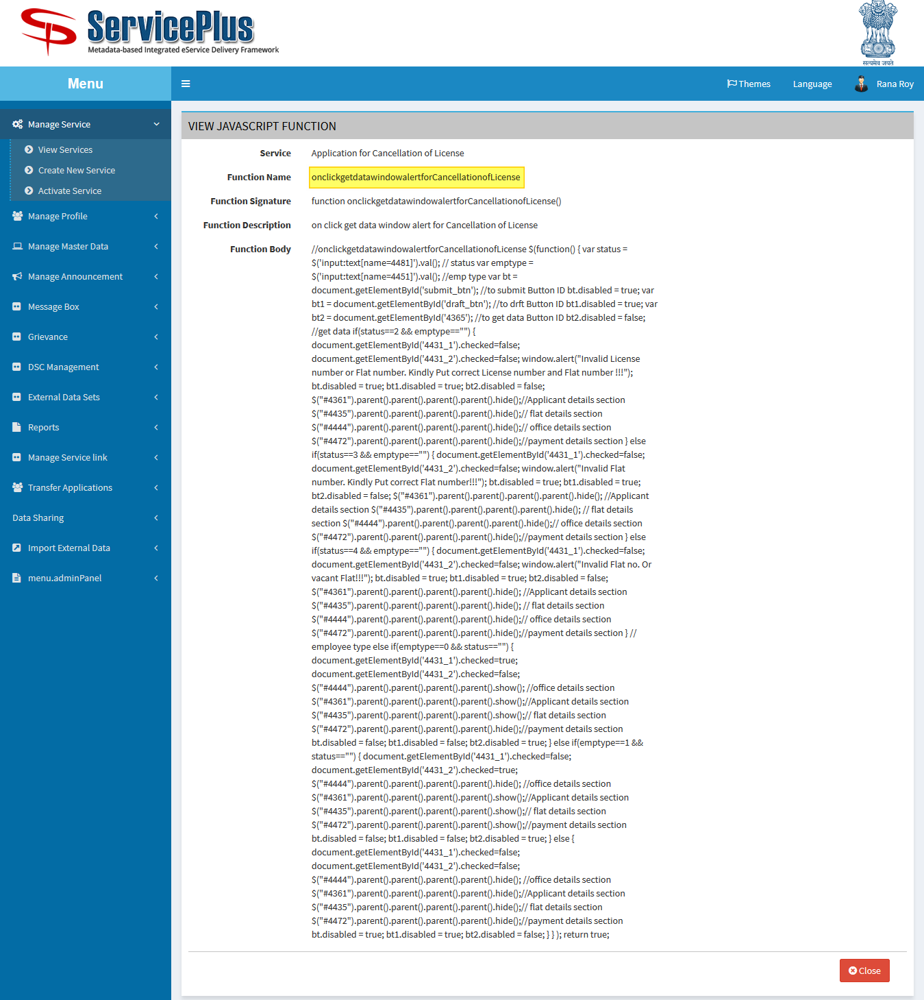 ServicePlus
Metadata-based Integrated eService Delivery Framework
सत्यमेव जयते
Menu
Themes
Language
Rana Roy
Manage Service
View Services
Create New Service
Activate Service
Manage Profile
Manage Master Data
Manage Announcement
Message Box
Grievance
DSC Management
External Data Sets
Reports
Manage Service link
Transfer Applications
Data Sharing
Import External Data
menu.adminPanel
VIEW JAVASCRIPT FUNCTION
Service Application for Cancellation of License
Function Name onclickgetdatawindowalertforCancellationofLicense
Function Signature function onclickgetdatawindowalertforCancellationofLicense()
Function Description on click get data window alert for Cancellation of License
Function Body //onclickgetdatawindowalertforCancellationofLicense $(function() { var status =
$('input:text[name=4481]').val(); // status var emptype =
$('input:text[name=4451]').val(); //emp type var bt =
document.getElementById('submit_btn'); //to submit Button ID bt.disabled = true; var
bt1 = document.getElementById('draft_btn'); //to drft Button ID bt1.disabled = true; var
bt2 = document.getElementById('4365'); //to get data Button ID bt2.disabled = false;
//get data if(status==2 && emptype=="") {
document.getElementById('4431_1').checked=false;
document.getElementById('4431_2').checked=false; window.alert("Invalid License
number or Flat number. Kindly Put correct License number and Flat number !!!");
bt.disabled = true; bt1.disabled = true; bt2.disabled = false;
$("#4361").parent().parent().parent().parent().hide();//Applicant details section
$("#4435").parent().parent().parent().parent().hide();// flat details section
$("#4444").parent().parent().parent().parent().hide();// office details section
$("#4472").parent().parent().parent().parent().hide();//payment details section } else
if(status==3 && emptype=="") { document.getElementById('4431_1').checked=false;
document.getElementById('4431_2').checked=false; window.alert("Invalid Flat
number. Kindly Put correct Flat number!!!"); bt.disabled = true; bt1.disabled = true;
bt2.disabled = false; $("#4361").parent().parent().parent().parent().hide(); //Applicant
details section $("#4435").parent().parent().parent().parent().hide(); // flat details
section $("#4444").parent().parent().parent().parent().hide();// office details section
$("#4472").parent().parent().parent().parent().hide();//payment details section } else
if(status==4 && emptype=="") { document.getElementById('4431_1').checked=false;
document.getElementById('4431_2').checked=false; window.alert("Invalid Flat no. Or
vacant Flat!!!"); bt.disabled = true; bt1.disabled = true; bt2.disabled = false;
$("#4361").parent().parent().parent().parent().hide(); //Applicant details section
$("#4435").parent().parent().parent().parent().hide(); // flat details section
$("#4444").parent().parent().parent().parent().hide();// office details section
$("#4472").parent().parent().parent().parent().hide();//payment details section } //
employee type else if(emptype==0 && status=="") {
document.getElementById('4431_1').checked=true;
document.getElementById('4431_2').checked=false;
$("#4444").parent().parent().parent().parent().show(); //office details section
$("#4361").parent().parent().parent().parent().show();//Applicant details section
$("#4435").parent().parent().parent().parent().show();// flat details section
$("#4472").parent().parent().parent().parent().hide();//payment details section
bt.disabled = false; bt1.disabled = false; bt2.disabled = true; } else if(emptype==1 &&
status=="") { document.getElementById('4431_1').checked=false;
document.getElementById('4431_2').checked=true;
$("#4444").parent().parent().parent().parent().hide(); //office details section
$("#4361").parent().parent().parent().parent().show();//Applicant details section
$("#4435").parent().parent().parent().parent().show();// flat details section
$("#4472").parent().parent().parent().parent().show();//payment details section
bt.disabled = false; bt1.disabled = false; bt2.disabled = true; } else {
document.getElementById('4431_1').checked=false;
document.getElementById('4431_2').checked=false;
$("#4444").parent().parent().parent().parent().hide(); //office details section
$("#4361").parent().parent().parent().parent().hide();//Applicant details section
$("#4435").parent().parent().parent().parent().hide();// flat details section
$("#4472").parent().parent().parent().parent().hide();//payment details section
bt.disabled = true; bt1.disabled = true; bt2.disabled = false; } } ); return true;
Close